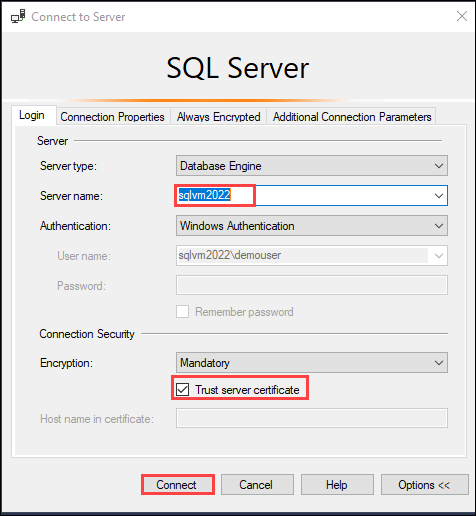 Connect to Server
SQL Server
Login Connection Properties Always Encrypted Additional Connection Parameters
Server
Server type: Database Engine
Server name: sqlvm2022
Authentication: Windows Authentication
User name: sqlvm2022\demouser
Password:
Remember password
Connection Security
Encryption: Mandatory
Trust server certificate
Host name in certificate:
Connect Cancel Help Options <<